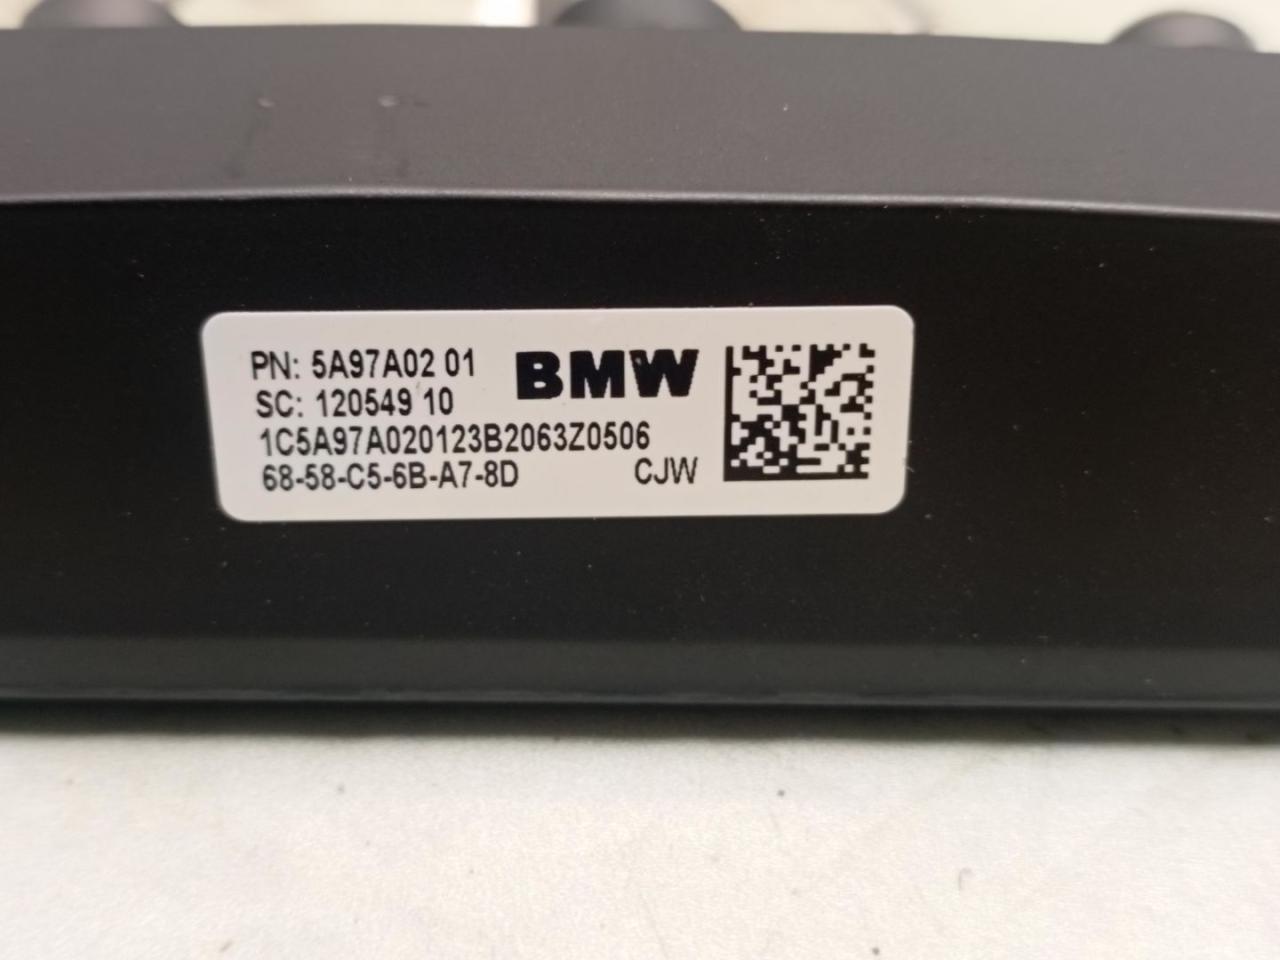 PN: 5A97A02 01 BMW
SC: 120549 10
1C5A97A020123B2063Z0506
68-58-C5-6B-A7-8D CJW